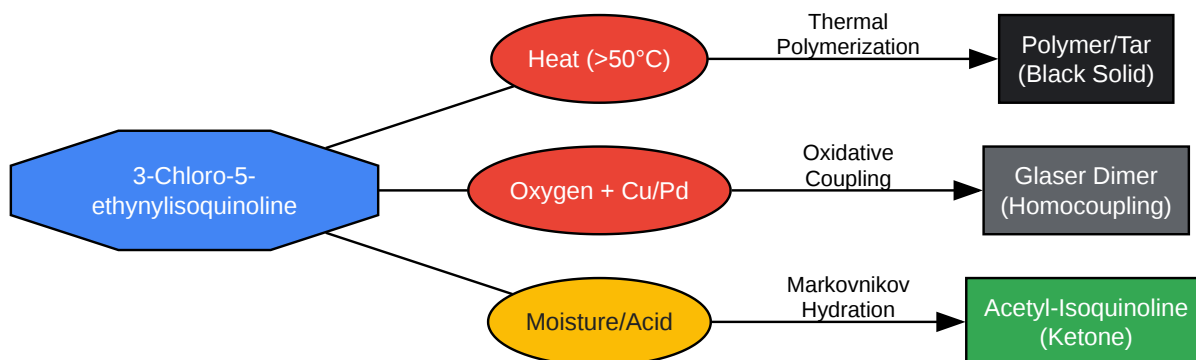 3-Chloro-5-
ethynylisoquinoline
Heat (>50°C)
Thermal
Polymerization
Polymer/Tar
(Black Solid)
Oxygen + Cu/Pd
Oxidative
Coupling
Glaser Dimer
(Homocoupling)
Moisture/Acid
Markovnikov
Hydration
Acetyl-Isoquinoline
(Ketone)